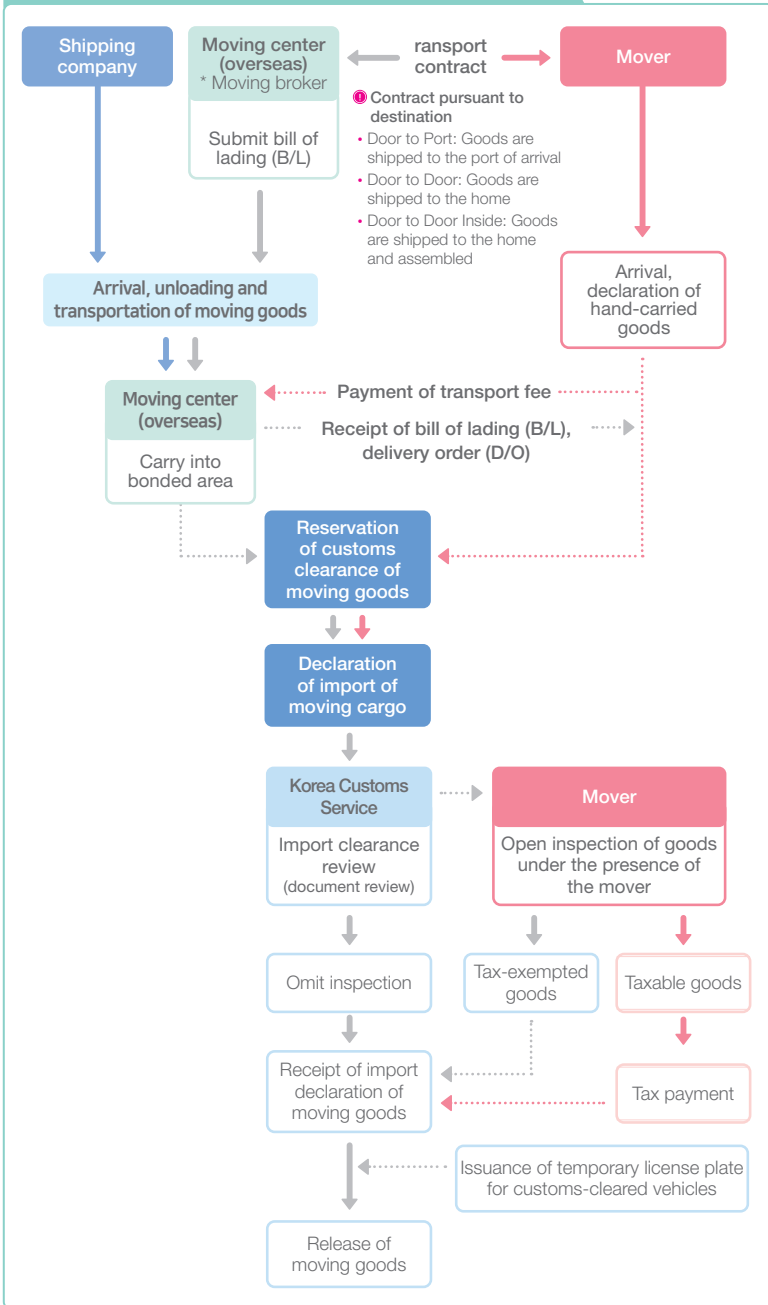 Shipping
company
Moving center
(overseas)
* Moving broker
Submit bill of
lading (B/L)
ransport
contract
Mover
! Contract pursuant to
destination
• Door to Port: Goods are
shipped to the port of arrival
• Door to Door: Goods are
shipped to the home
• Door to Door Inside: Goods
are shipped to the home
and assembled
Arrival, unloading and
transportation of moving goods
Arrival,
declaration of
hand-carried
goods
Moving center
(overseas)
Carry into
bonded area
Payment of transport fee
Receipt of bill of lading (B/L),
delivery order (D/O)
Reservation
of customs
clearance of
moving goods
Declaration
of import of
moving cargo
Korea Customs
Service
Import clearance
review
(document review)
Mover
Open inspection of goods
under the presence of
the mover
Omit inspection
Tax-exempted
goods
Taxable goods
Receipt of import
declaration of
moving goods
Tax payment
Issuance of temporary license plate
for customs-cleared vehicles
Release of
moving goods